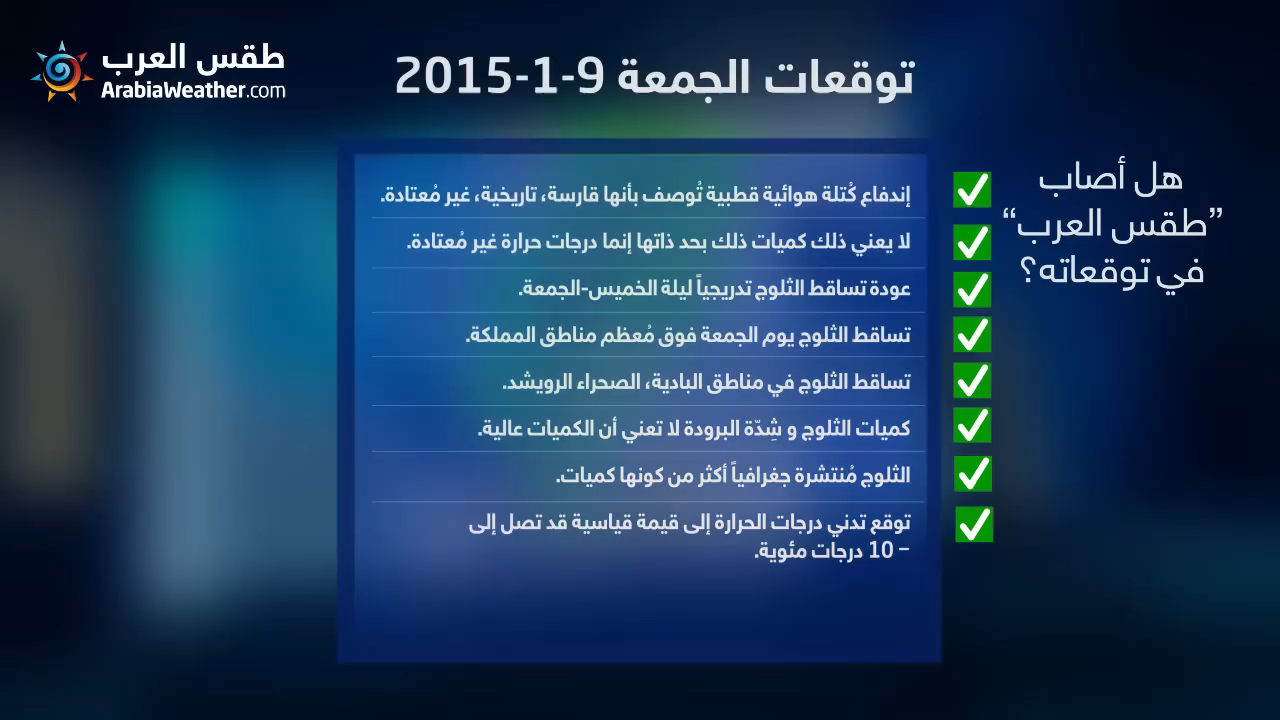 طقس العرب
ArabiaWeather.com
توقعات الجمعة 9-1-2015
هل أصاب
”طقس العرب“
في توقعاته؟
إندفاع كُتلة هوائية قطبية تُوصف بأنها قارسة، تاريخية، غير مُعتادة.
لا يعني ذلك كميات ذلك بحد ذاتها إنما درجات حرارة غير مُعتادة.
عودة تساقط الثلوج تدريجياً ليلة الخميس-الجمعة.
تساقط الثلوج يوم الجمعة فوق مُعظم مناطق المملكة.
تساقط الثلوج في مناطق البادية، الصحراء الرويشد.
كميات الثلوج و شِدّة البرودة لا تعني أن الكميات عالية.
الثلوج مُنتشرة جغرافياً أكثر من كونها كميات.
توقع تدني درجات الحرارة إلى قيمة قياسية قد تصل إلى
– 10 درجات مئوية.